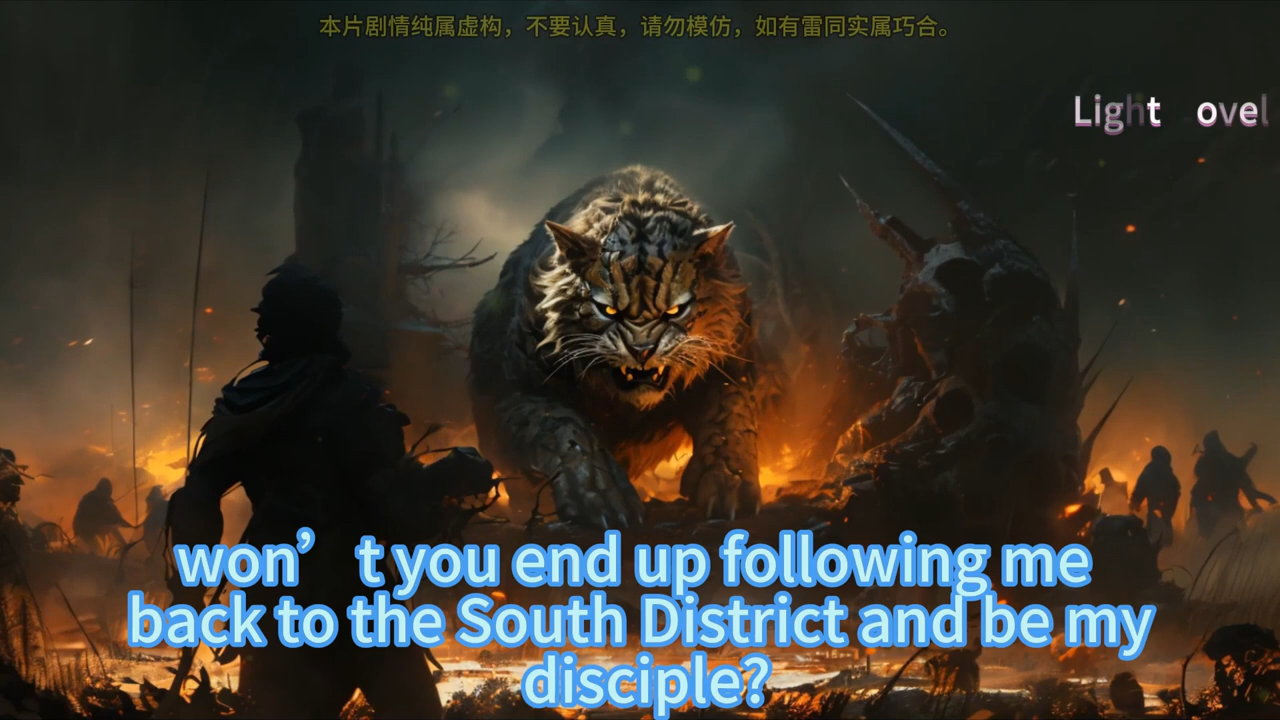 本片剧情纯属虚构，不要认真，请勿模仿，如有雷同实属巧合。
Light ovel
won’t you end up following me
back to the South District and be my
disciple?